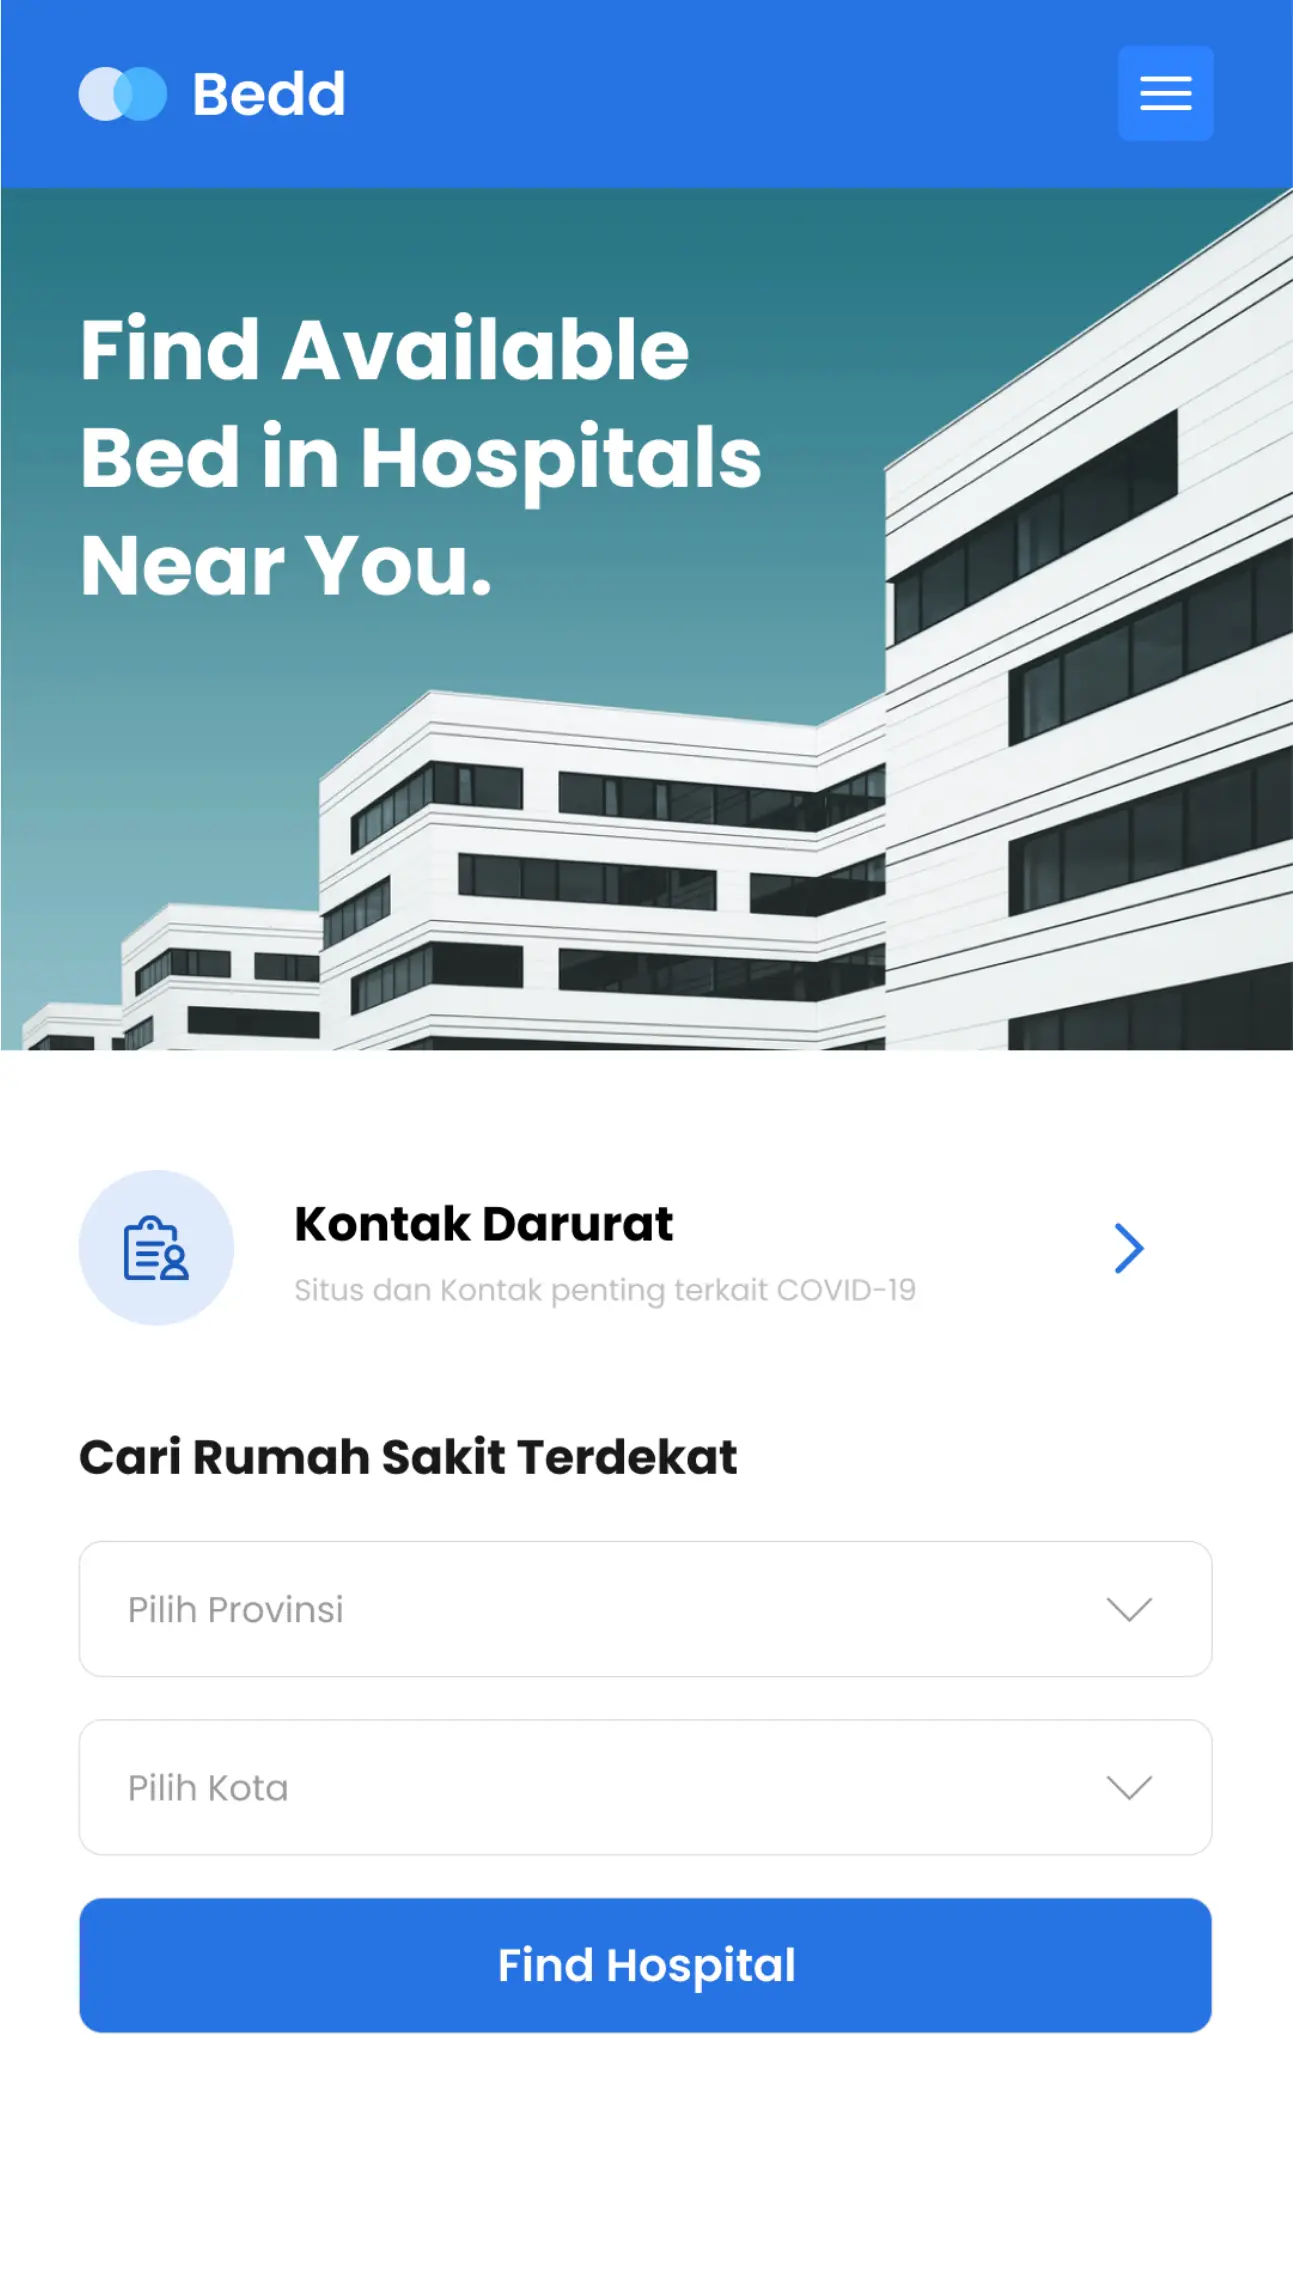 Bedd
Find Available
Bed in Hospitals
Near You.
Kontak Darurat
Situs dan Kontak penting terkait COVID-19
Cari Rumah Sakit Terdekat
Pilih Provinsi
Pilih Kota
Find Hospital